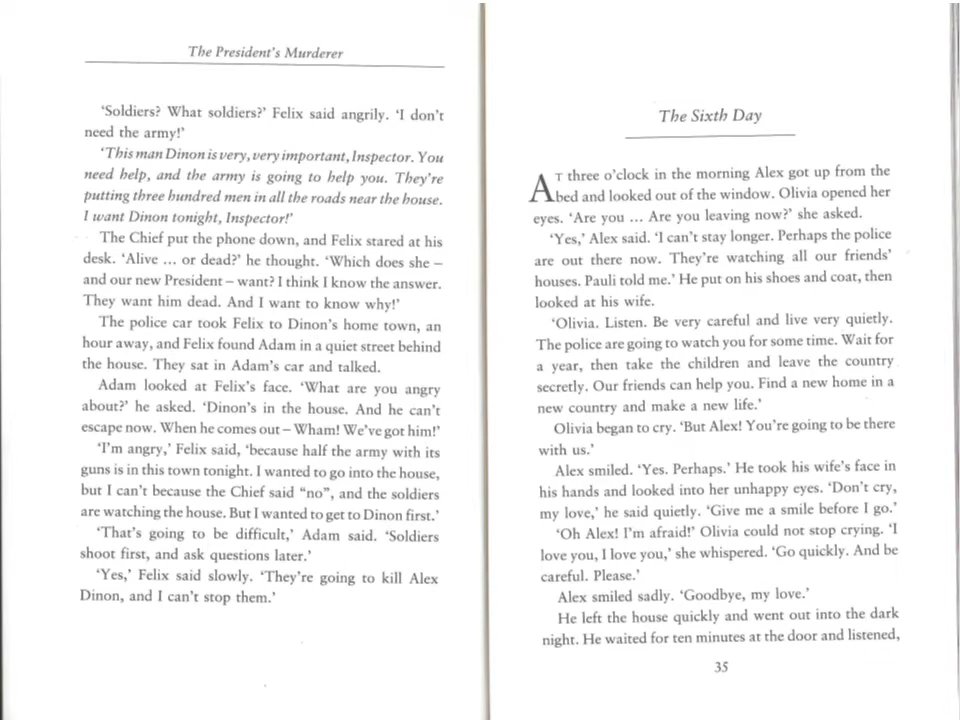 The President's Murderer
‘Soldiers? What soldiers?’ Felix said angrily. ‘I don't
need the army!’
‘This man Dinon is very, very important, Inspector. You
need help, and the army is going to help you. They're
putting three hundred men in all the roads near the house.
I want Dinon tonight, Inspector!’
The Chief put the phone down, and Felix stared at his
desk. ‘Alive ... or dead?’ he thought. ‘Which does she –
and our new President – want? I think I know the answer.
They want him dead. And I want to know why!’
The police car took Felix to Dinon's home town, an
hour away, and Felix found Adam in a quiet street behind
the house. They sat in Adam's car and talked.
Adam looked at Felix's face. ‘What are you angry
about?’ he asked. ‘Dinon's in the house. And he can't
escape now. When he comes out – Wham! We've got him!’
‘I'm angry,’ Felix said, ‘because half the army with its
guns is in this town tonight. I wanted to go into the house,
but I can't because the Chief said “no”, and the soldiers
are watching the house. But I wanted to get to Dinon first.’
‘That's going to be difficult,’ Adam said. ‘Soldiers
shoot first, and ask questions later.’
‘Yes,’ Felix said slowly. ‘They're going to kill Alex
Dinon, and I can't stop them.’
The Sixth Day
AT three o'clock in the morning Alex got up from the
bed and looked out of the window. Olivia opened her
eyes. ‘Are you ... Are you leaving now?’ she asked.
‘Yes,’ Alex said. ‘I can't stay longer. Perhaps the police
are out there now. They're watching all our friends'
houses. Pauli told me.’ He put on his shoes and coat, then
looked at his wife.
‘Olivia. Listen. Be very careful and live very quietly.
The police are going to watch you for some time. Wait for
a year, then take the children and leave the country
secretly. Our friends can help you. Find a new home in a
new country and make a new life.’
Olivia began to cry. ‘But Alex! You're going to be there
with us.’
Alex smiled. ‘Yes. Perhaps.’ He took his wife's face in
his hands and looked into her unhappy eyes. ‘Don't cry,
my love,’ he said quietly. ‘Give me a smile before I go.’
‘Oh Alex! I'm afraid!’ Olivia could not stop crying. ‘I
love you, I love you,’ she whispered. ‘Go quickly. And be
careful. Please.’
Alex smiled sadly. ‘Goodbye, my love.’
He left the house quickly and went out into the dark
night. He waited for ten minutes at the door and listened,
35